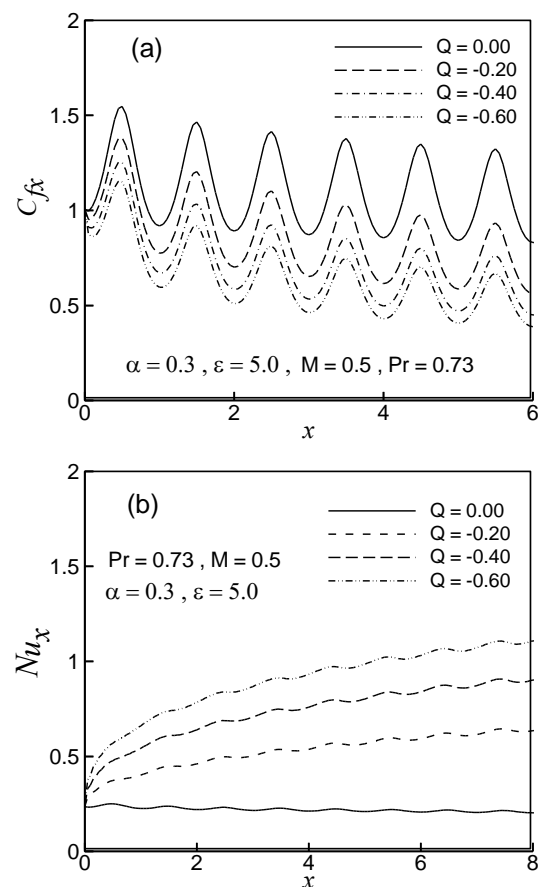 (a)
Q = 0.00
Q = -0.20
Q = -0.40
Q = -0.60
2
1.5
1
0.5
0
C_{fx}
α = 0.3 , ε = 5.0 , M = 0.5 , Pr = 0.73
0 2 4 6
x
(b)
Q = 0.00
Q = -0.20
Q = -0.40
Q = -0.60
Pr = 0.73 , M = 0.5
α = 0.3 , ε = 5.0
2
1.5
1
0.5
0
Nu_x
0 2 4 6 8
x